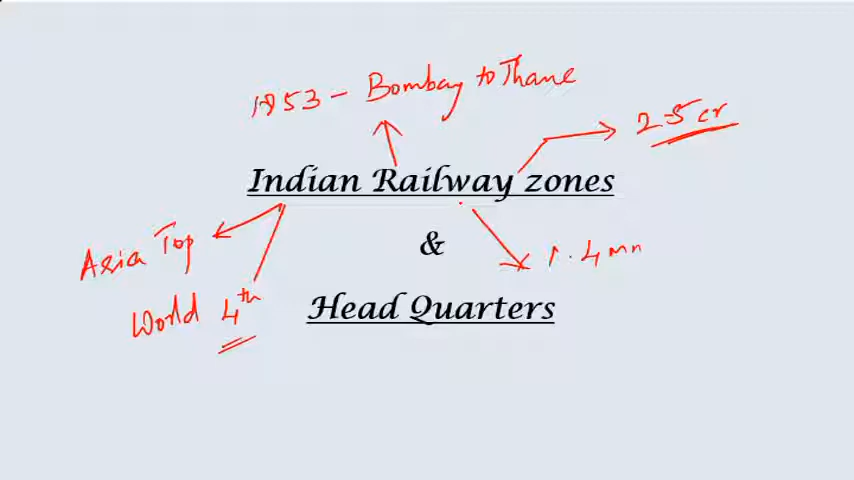 1853 - Bombay to Thane
2.5 cr
Indian Railway zones
Asia Top
&
1.4 mn
World 4th
Head Quarters